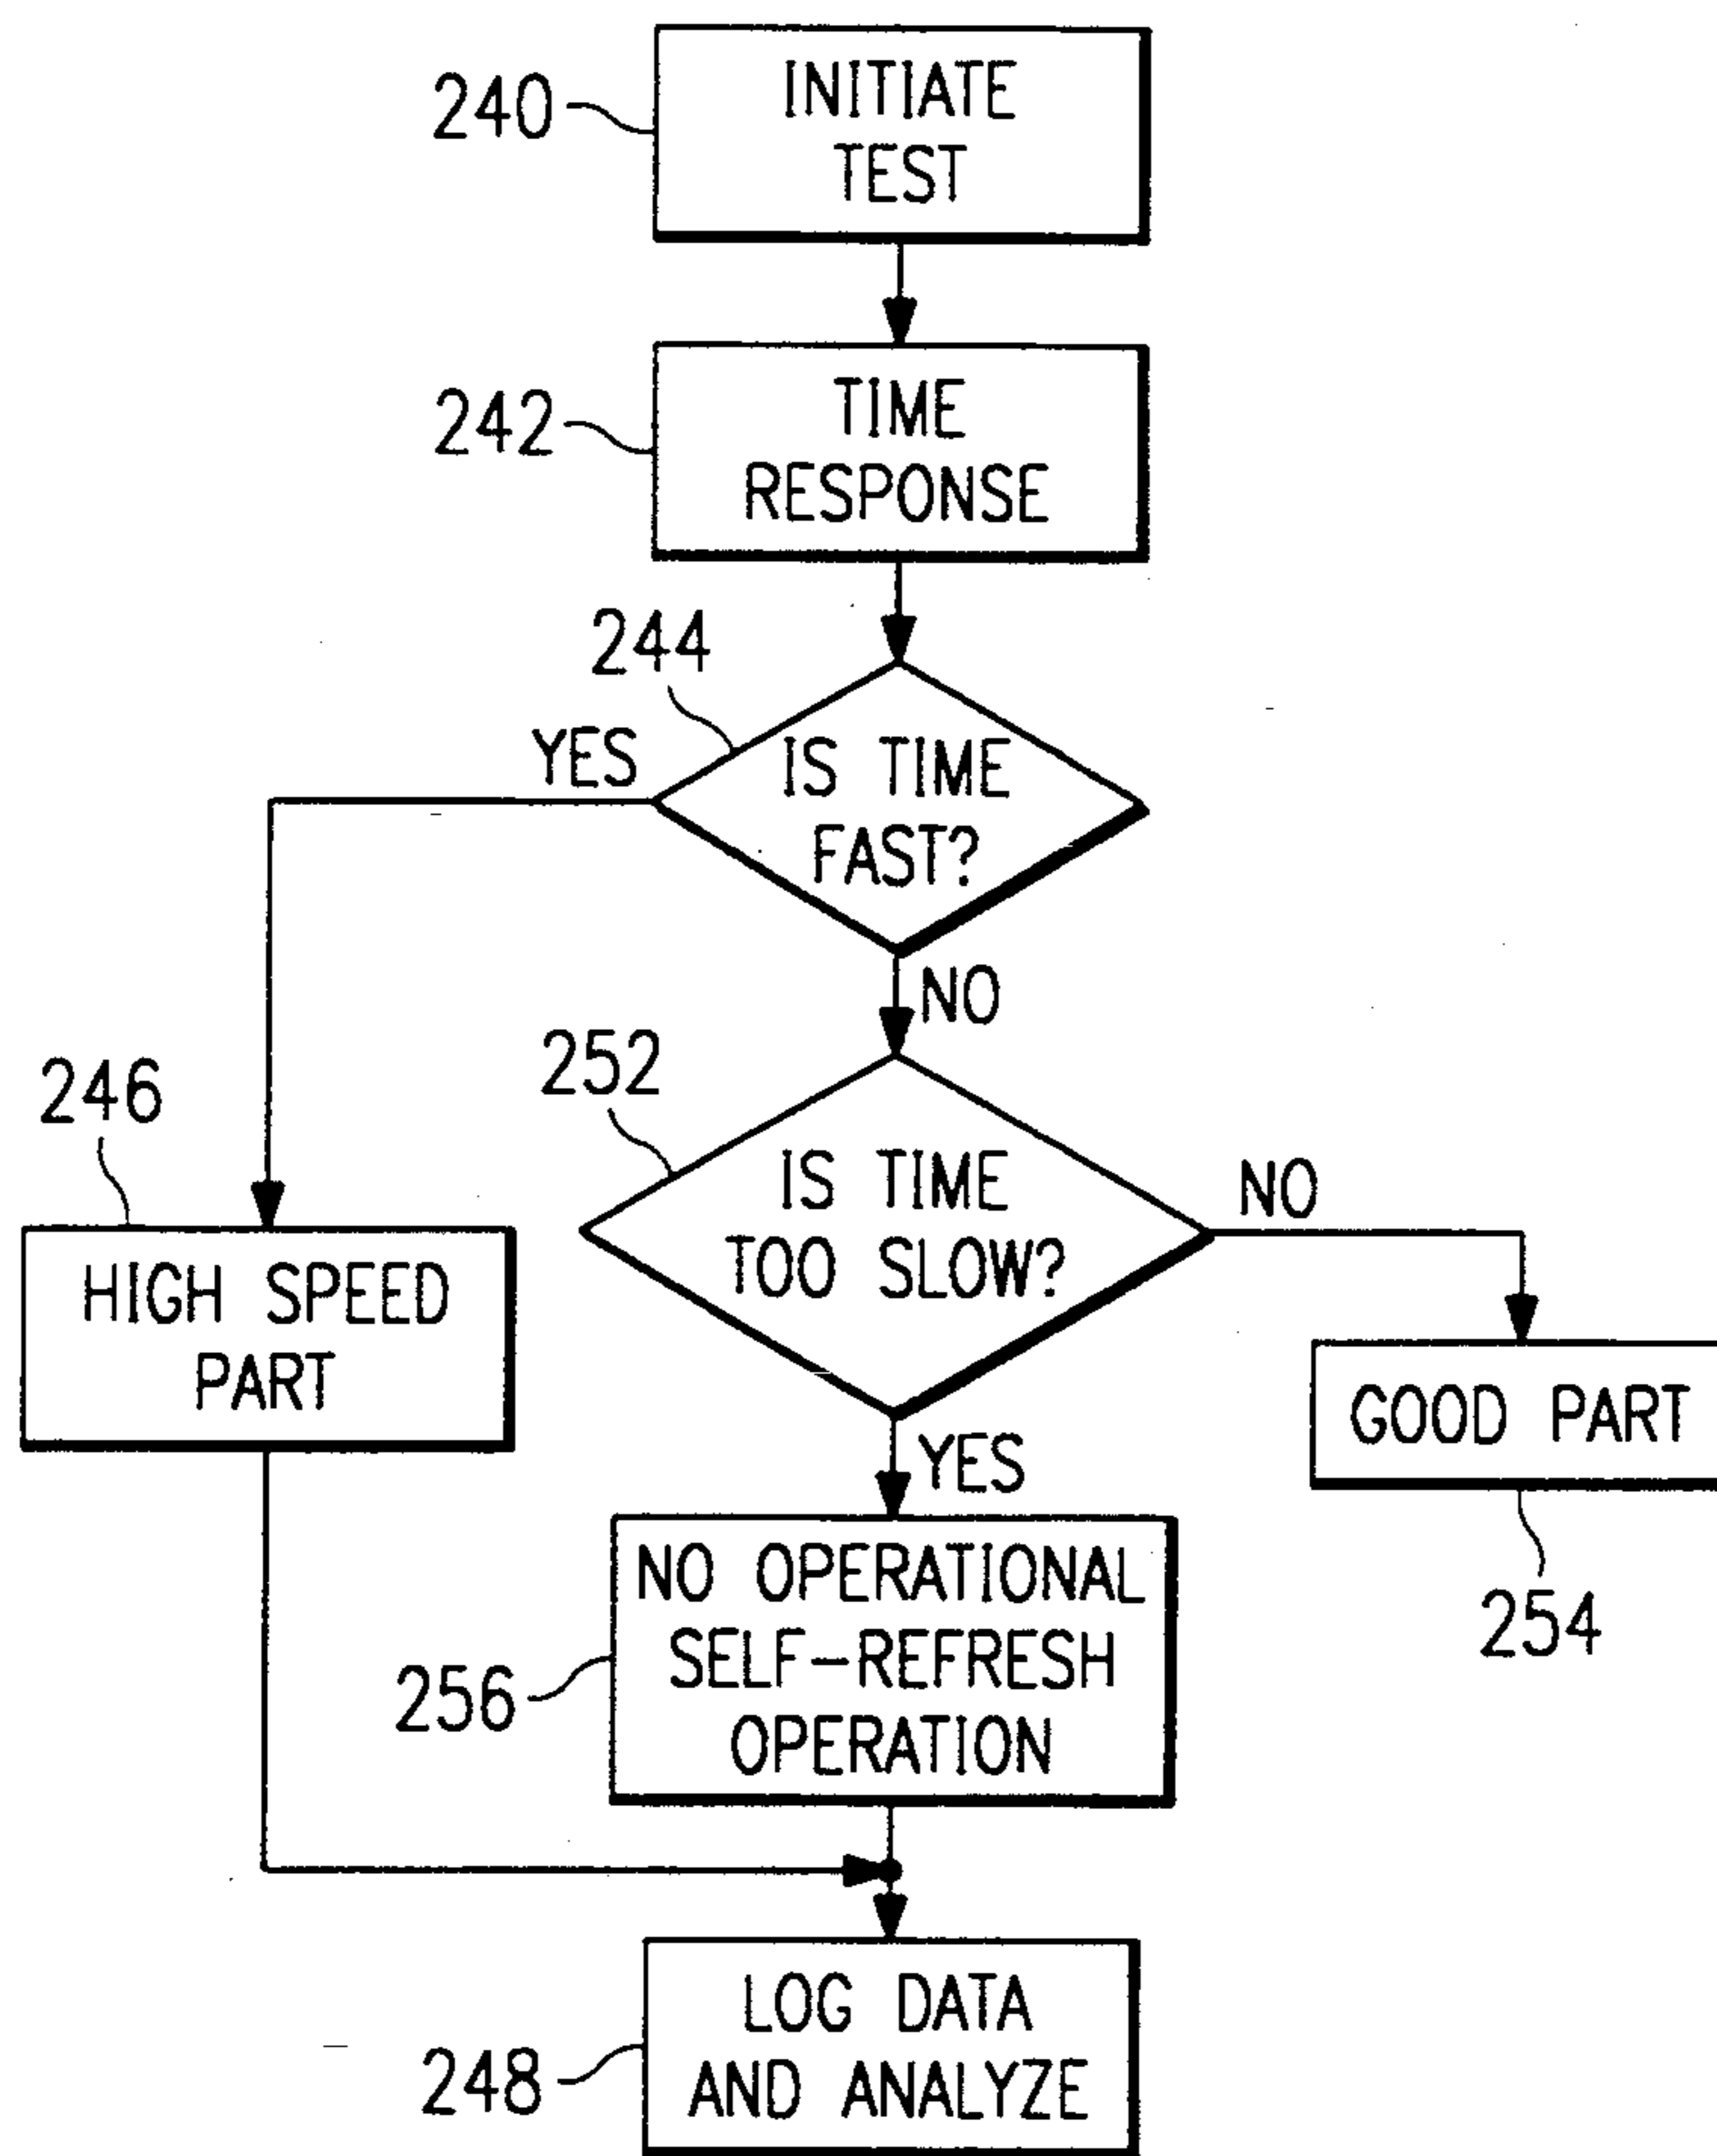 240
INITIATE
TEST
242
TIME
RESPONSE
244
YES
IS TIME
FAST?
NO
246
252
HIGH SPEED
PART
IS TIME
TOO SLOW?
NO
GOOD PART
254
YES
256
NO OPERATIONAL
SELF-REFRESH
OPERATION
248
LOG DATA
AND ANALYZE